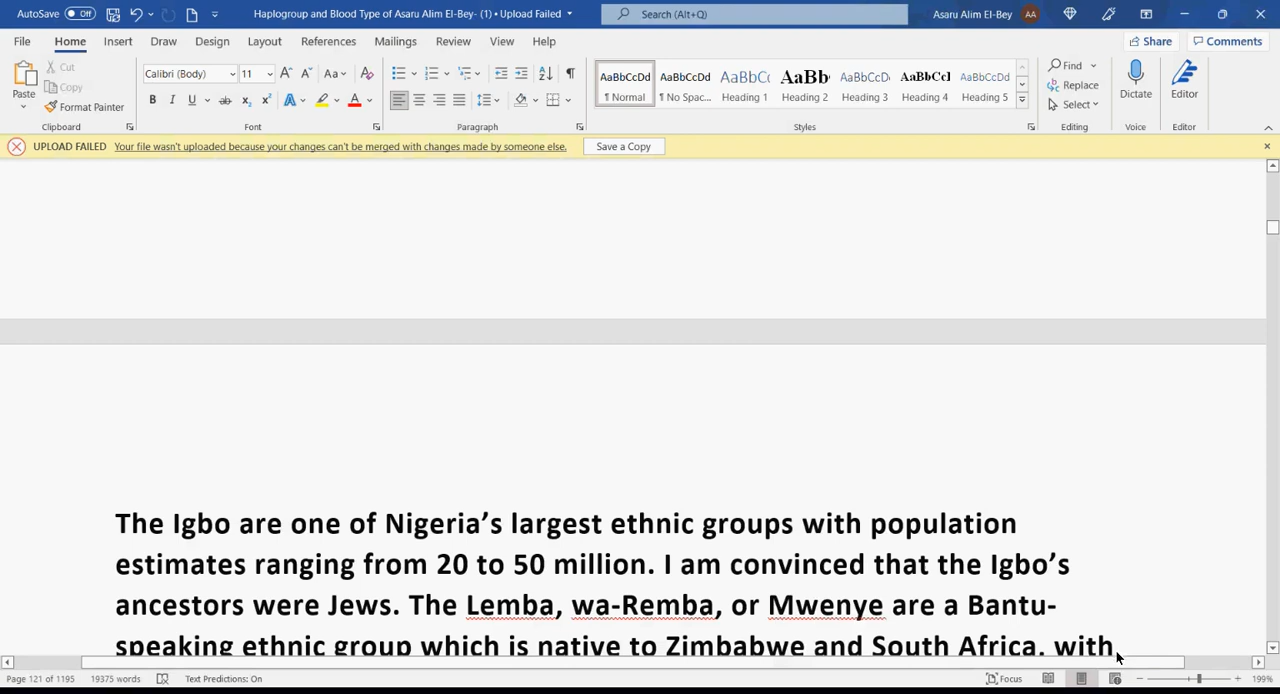 AutoSave Off Haplogroup and Blood Type of Asaru Alim El-Bey- (1) • Upload Failed Search (Alt+Q) Asaru Alim El-Bey AA
File Home Insert Draw Design Layout References Mailings Review View Help Share Comments
Paste Cut Copy Format Painter
Calibri (Body) 11 Aa
B I U ab x₂ x² A A
AaBbCcDd AaBbCcDd AaBbCc AaBb AaBbCcD AaBbCcI AaBbCcDd
¶ Normal ¶ No Spac... Heading 1 Heading 2 Heading 3 Heading 4 Heading 5
Find Replace Select Dictate Editor
Clipboard Font Paragraph Styles Editing Voice Editor
UPLOAD FAILED Your file wasn't uploaded because your changes can't be merged with changes made by someone else. Save a Copy
The Igbo are one of Nigeria’s largest ethnic groups with population
estimates ranging from 20 to 50 million. I am convinced that the Igbo’s
ancestors were Jews. The Lemba, wa-Remba, or Mwenye are a Bantu-
speaking ethnic group which is native to Zimbabwe and South Africa, with
Page 121 of 1195 19375 words Text Predictions: On Focus 199%